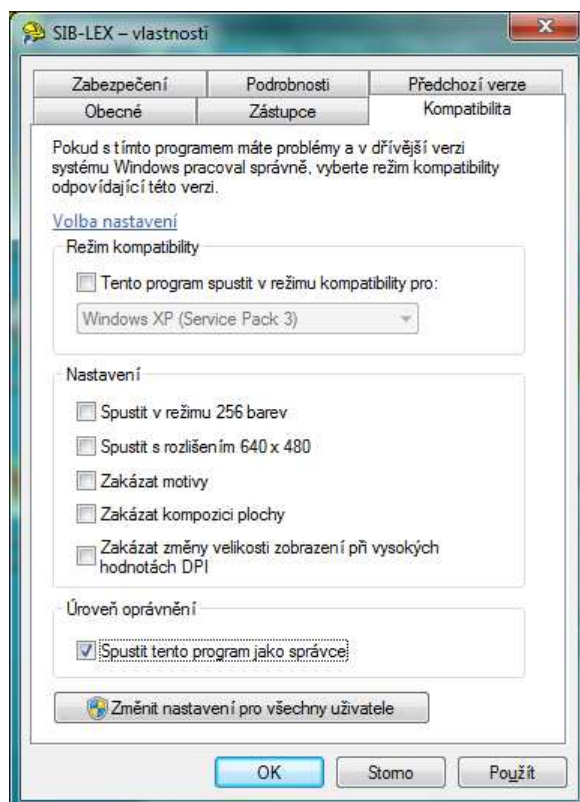 SIB-LEX – vlastnosti
Zabezpečení
Podrobnosti
Předchozí verze
Obecné
Zástupce
Kompatibilita
Pokud s tímto programem máte problémy a v dřívější verzi
systému Windows pracoval správně, vyberte režim kompatibility
odpovídající této verzi.
Volba nastavení
Režim kompatibility
Tento program spustit v režimu kompatibility pro:
Windows XP (Service Pack 3)
Nastavení
Spustit v režimu 256 barev
Spustit s rozlišením 640 x 480
Zakázat motivy
Zakázat kompozici plochy
Zakázat změny velikosti zobrazení při vysokých
hodnotách DPI
Úroveň oprávnění
Spustit tento program jako správce
Změnit nastavení pro všechny uživatele
OK
Storno
Použít